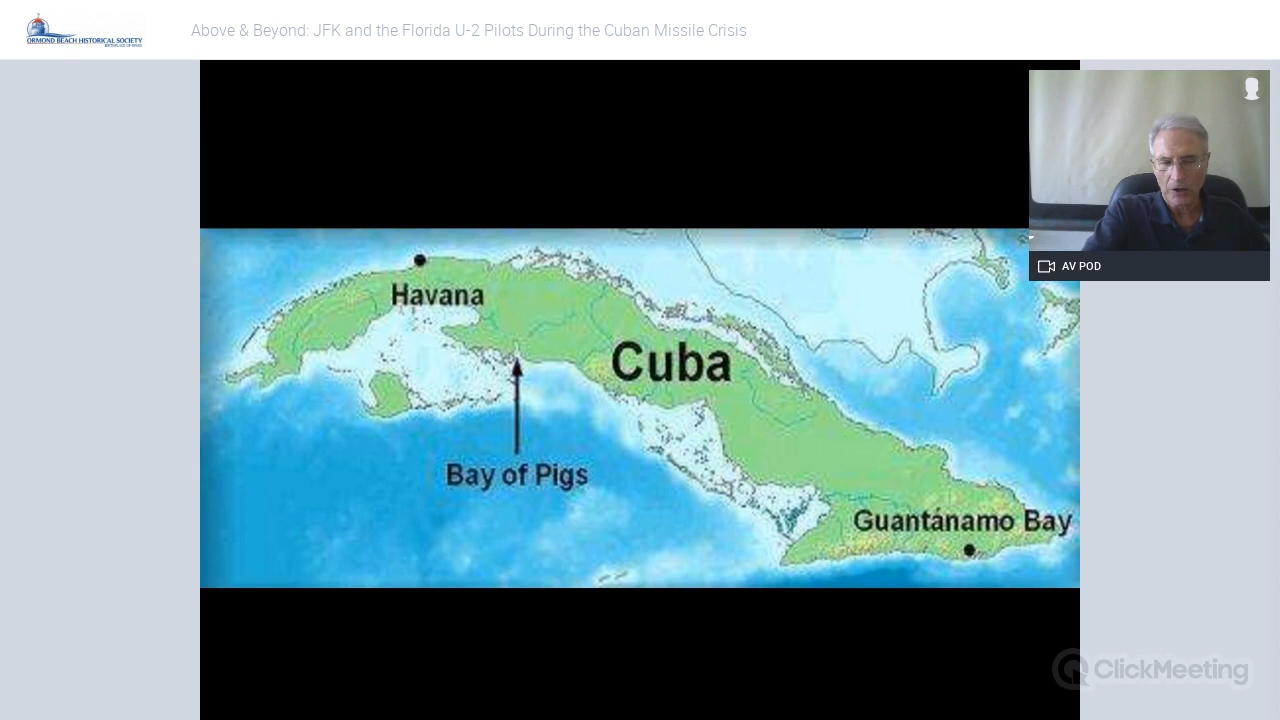 ORMOND BEACH HISTORICAL SOCIETY
Above & Beyond: JFK and the Florida U-2 Pilots During the Cuban Missile Crisis
AV POD
Havana
Cuba
Bay of Pigs
Guantánamo Bay
ClickMeeting